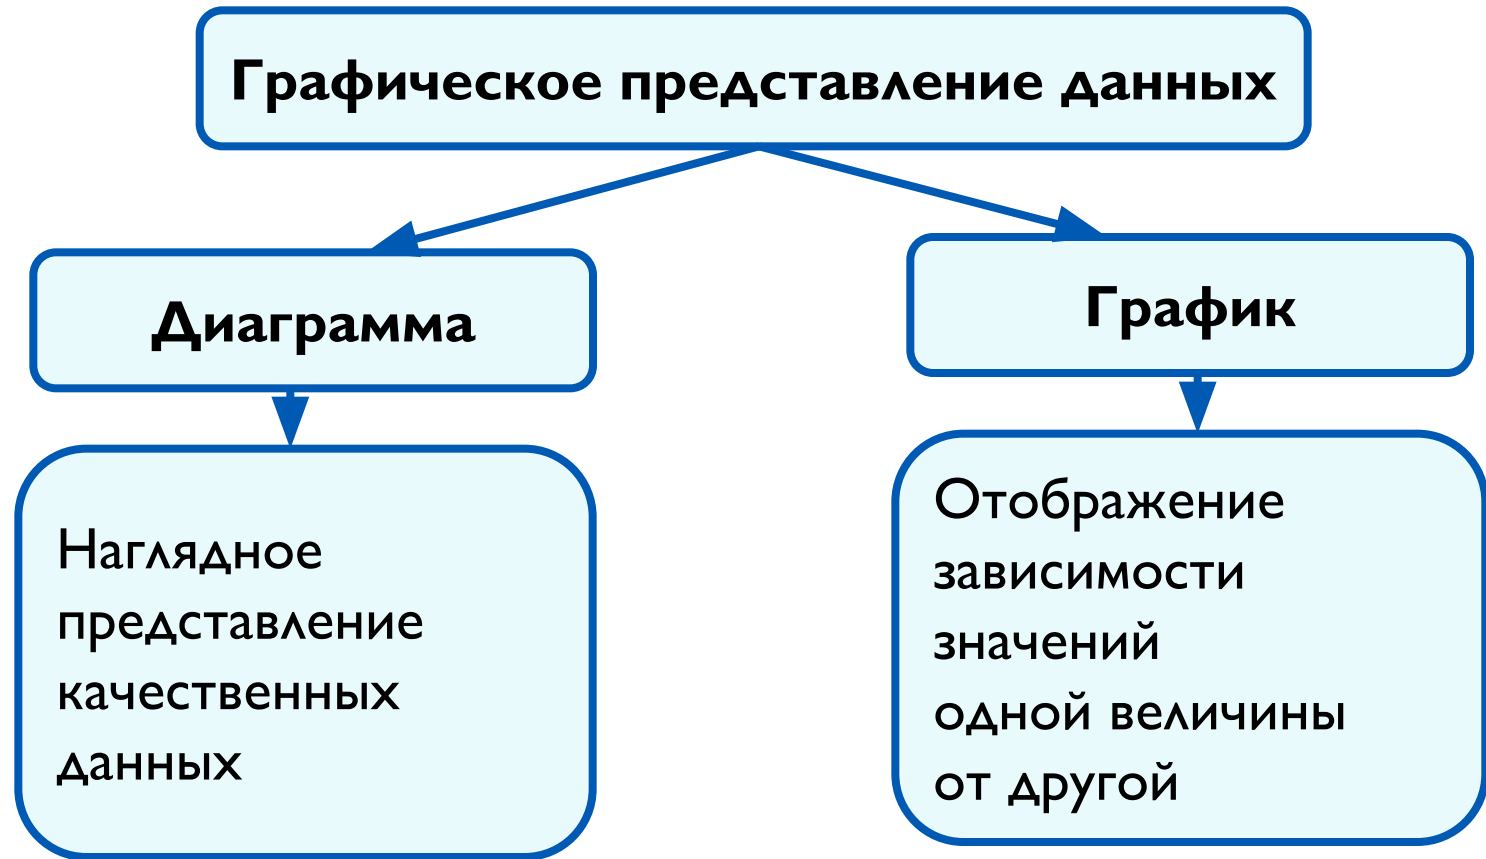 Графическое представление данных
Диаграмма
График
Наглядное
представление
качественных
данных
Отображение
зависимости
значений
одной величины
от другой